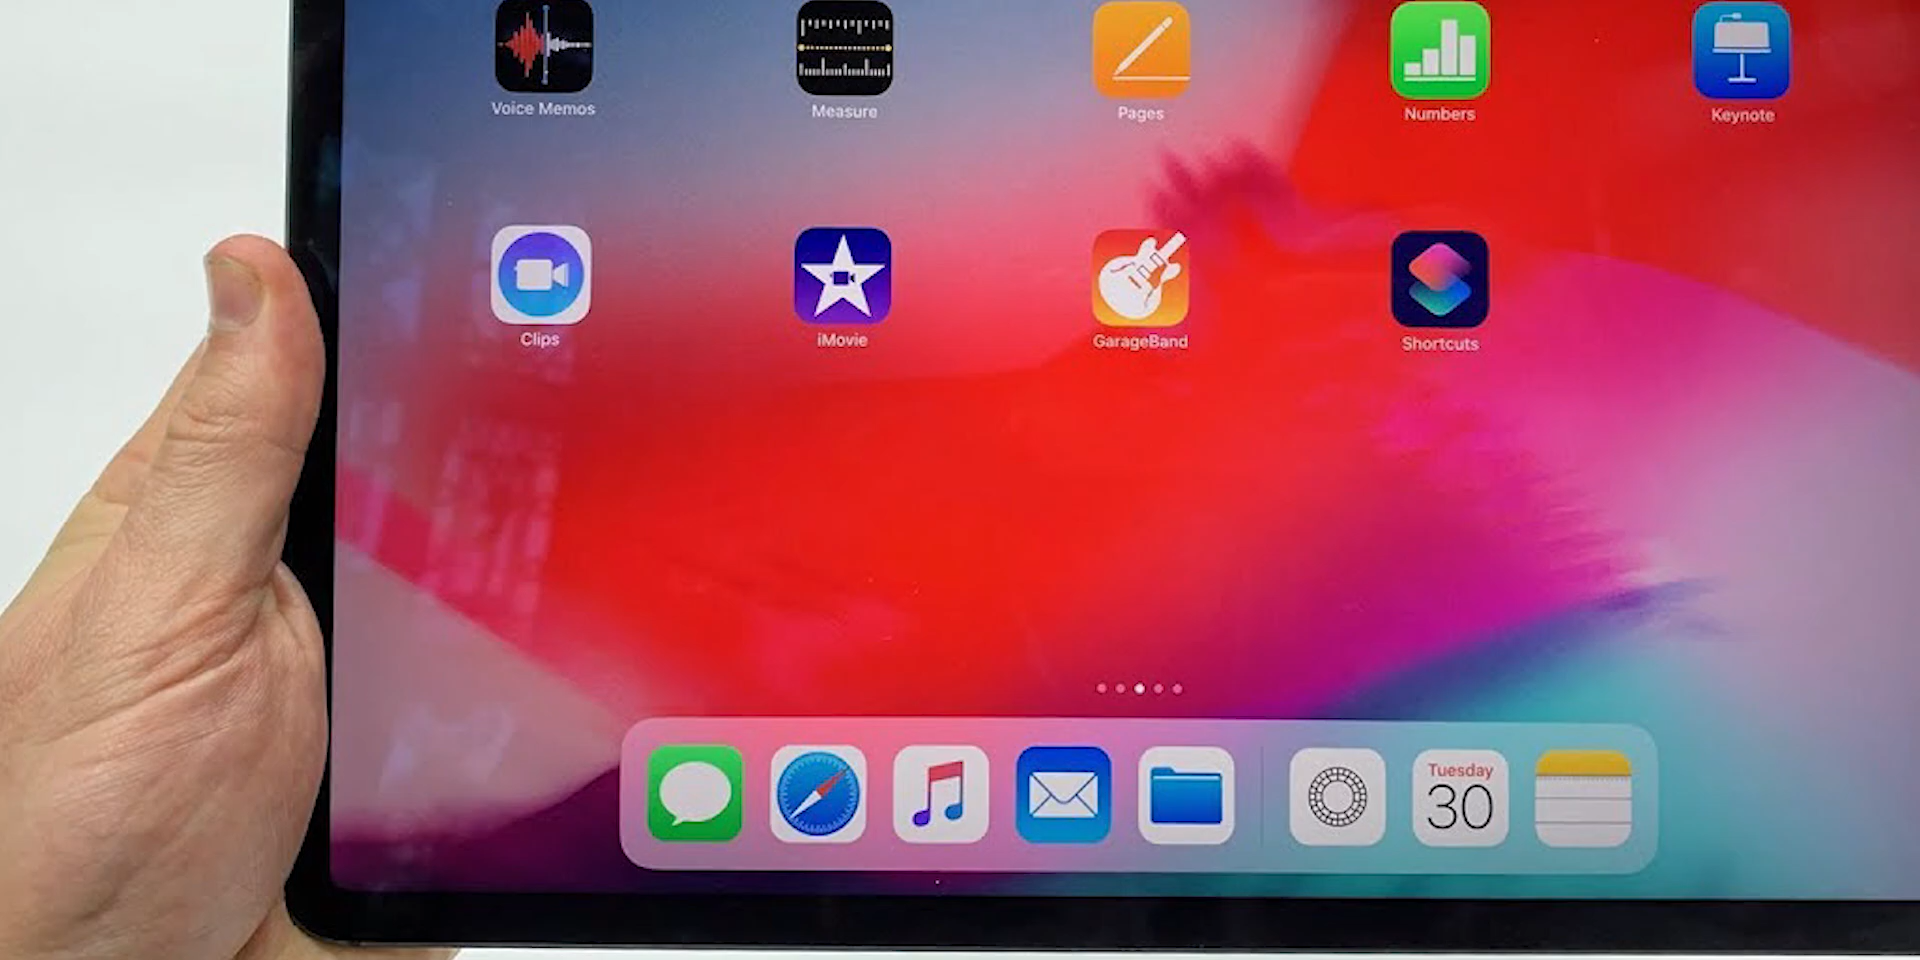 Voice Memos
Measure
Pages
Numbers
Keynote
Clips
iMovie
GarageBand
Shortcuts
Tuesday
30